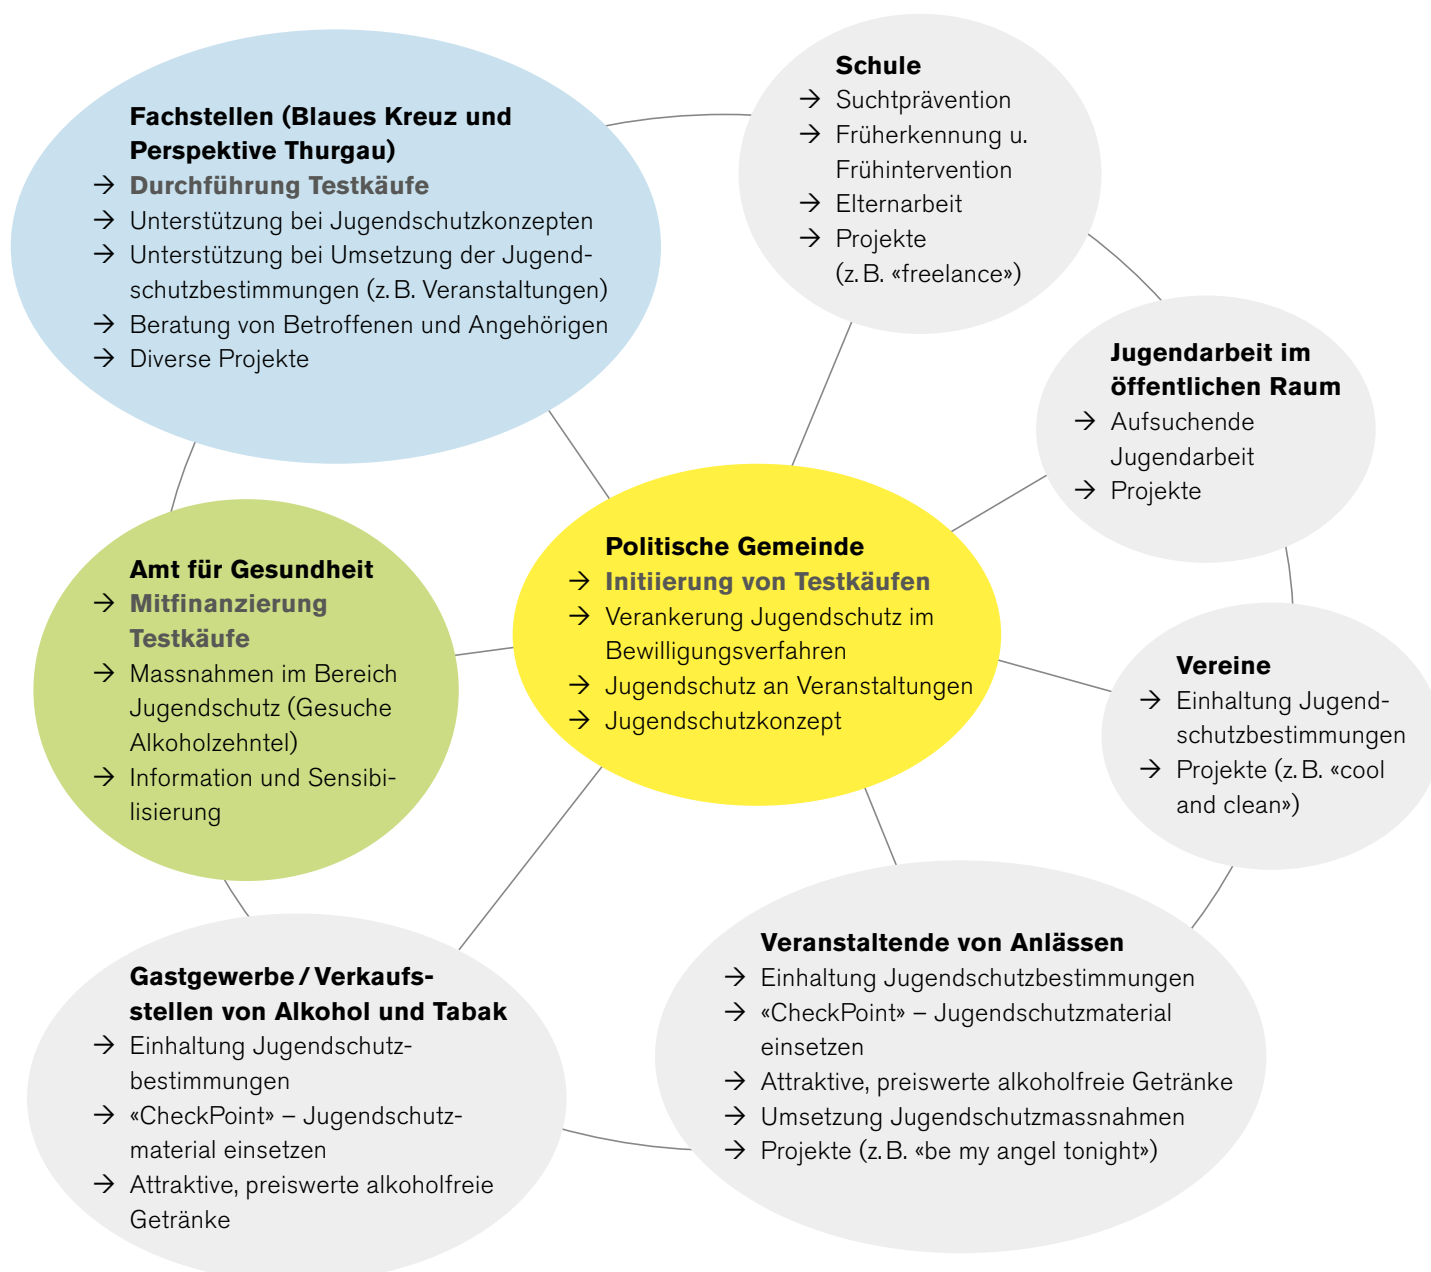 Fachstellen (Blaues Kreuz und
Perspektive Thurgau)
→ Durchführung Testkäufe
→ Unterstützung bei Jugendschutzkonzepten
→ Unterstützung bei Umsetzung der Jugend-
schutzbestimmungen (z. B. Veranstaltungen)
→ Beratung von Betroffenen und Angehörigen
→ Diverse Projekte
Schule
→ Suchtprävention
→ Früherkennung u.
Frühintervention
→ Elternarbeit
→ Projekte
(z. B. «freelance»)
Jugendarbeit im
öffentlichen Raum
→ Aufsuchende
Jugendarbeit
→ Projekte
Amt für Gesundheit
→ Mitfinanzierung
Testkäufe
→ Massnahmen im Bereich
Jugendschutz (Gesuche
Alkoholzehntel)
→ Information und Sensibi-
lisierung
Politische Gemeinde
→ Initiierung von Testkäufen
→ Verankerung Jugendschutz im
Bewilligungsverfahren
→ Jugendschutz an Veranstaltungen
→ Jugendschutzkonzept
Vereine
→ Einhaltung Jugend-
schutzbestimmungen
→ Projekte (z. B. «cool
and clean»)
Gastgewerbe / Verkaufs-
stellen von Alkohol und Tabak
→ Einhaltung Jugendschutz-
bestimmungen
→ «CheckPoint» – Jugendschutz-
material einsetzen
→ Attraktive, preiswerte alkoholfreie
Getränke
Veranstaltende von Anlässen
→ Einhaltung Jugendschutzbestimmungen
→ «CheckPoint» – Jugendschutzmaterial
einsetzen
→ Attraktive, preiswerte alkoholfreie Getränke
→ Umsetzung Jugendschutzmassnahmen
→ Projekte (z. B. «be my angel tonight»)